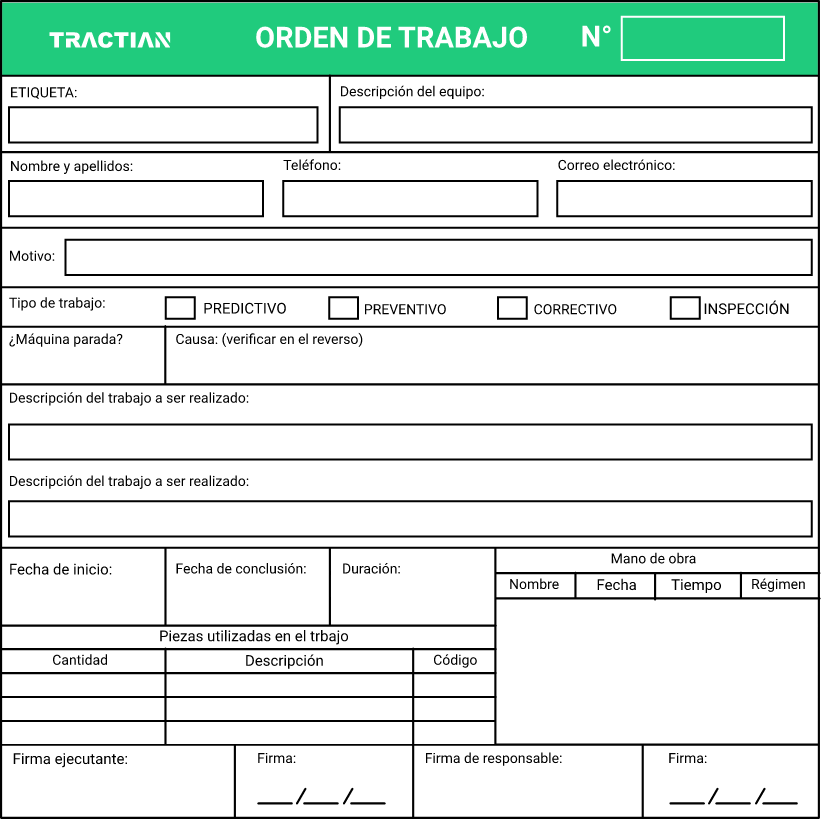 TRACTIAN ORDEN DE TRABAJO N°
ETIQUETA: Descripción del equipo:
Nombre y apellidos: Teléfono: Correo electrónico:
Motivo:
Tipo de trabajo: PREDICTIVO PREVENTIVO CORRECTIVO INSPECCIÓN
¿Máquina parada? Causa: (verificar en el reverso)
Descripción del trabajo a ser realizado:
Descripción del trabajo a ser realizado:
Fecha de inicio: Fecha de conclusión: Duración:
Mano de obra
Nombre Fecha Tiempo Régimen
Piezas utilizadas en el trbajo
Cantidad Descripción Código
Firma ejecutante: Firma: Firma de responsable: Firma:
___/___/___ ___/___/___